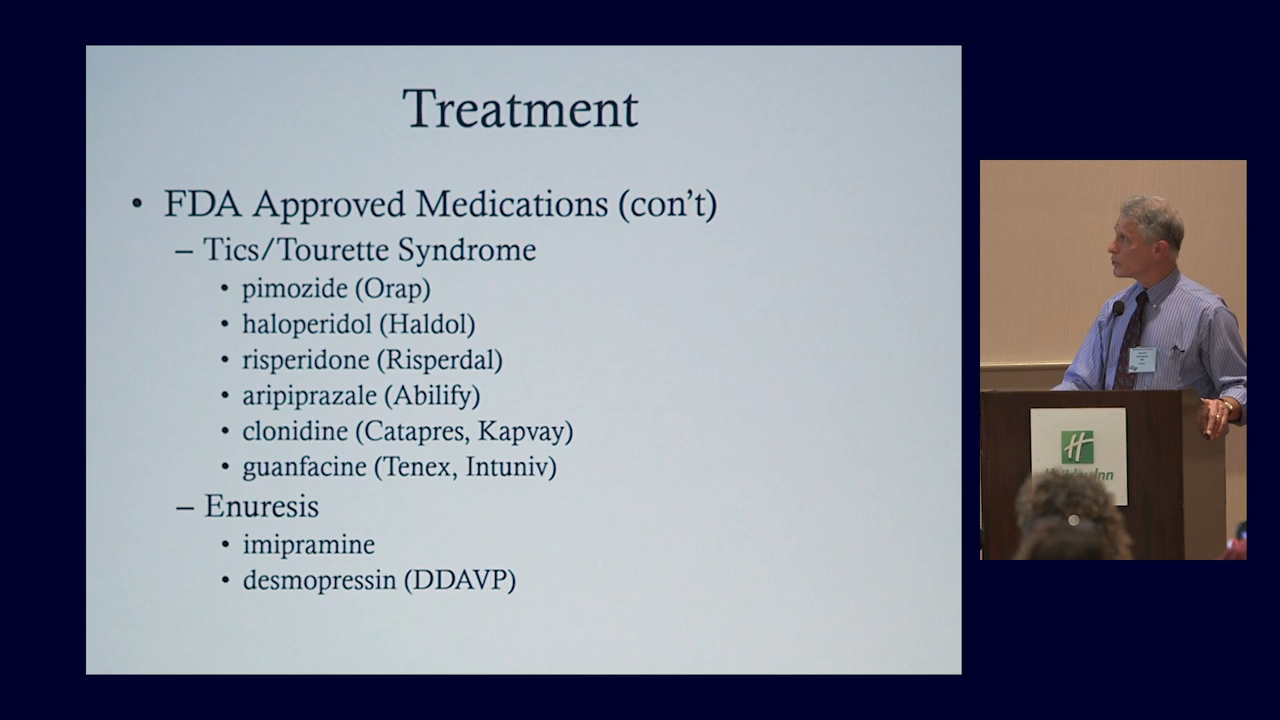 Treatment
• FDA Approved Medications (con't)
– Tics/Tourette Syndrome
• pimozide (Orap)
• haloperidol (Haldol)
• risperidone (Risperdal)
• aripiprazale (Abilify)
• clonidine (Catapres, Kapvay)
• guanfacine (Tenex, Intuniv)
– Enuresis
• imipramine
• desmopressin (DDAVP)
H